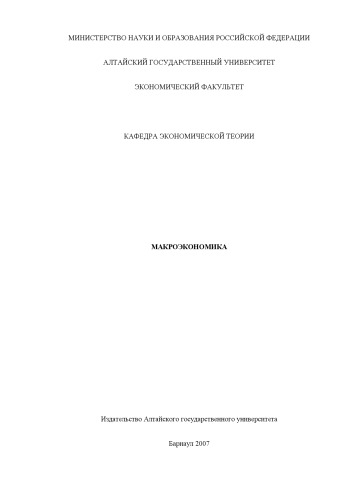 МИНИСТЕРСТВО НАУКИ И ОБРАЗОВАНИЯ РОССИЙСКОЙ ФЕДЕРАЦИИ
АЛТАЙСКИЙ ГОСУДАРСТВЕННЫЙ УНИВЕРСИТЕТ
ЭКОНОМИЧЕСКИЙ ФАКУЛЬТЕТ
КАФЕДРА ЭКОНОМИЧЕСКОЙ ТЕОРИИ
МАКРОЭКОНОМИКА
Издательство Алтайского государственного университета
Барнаул 2007